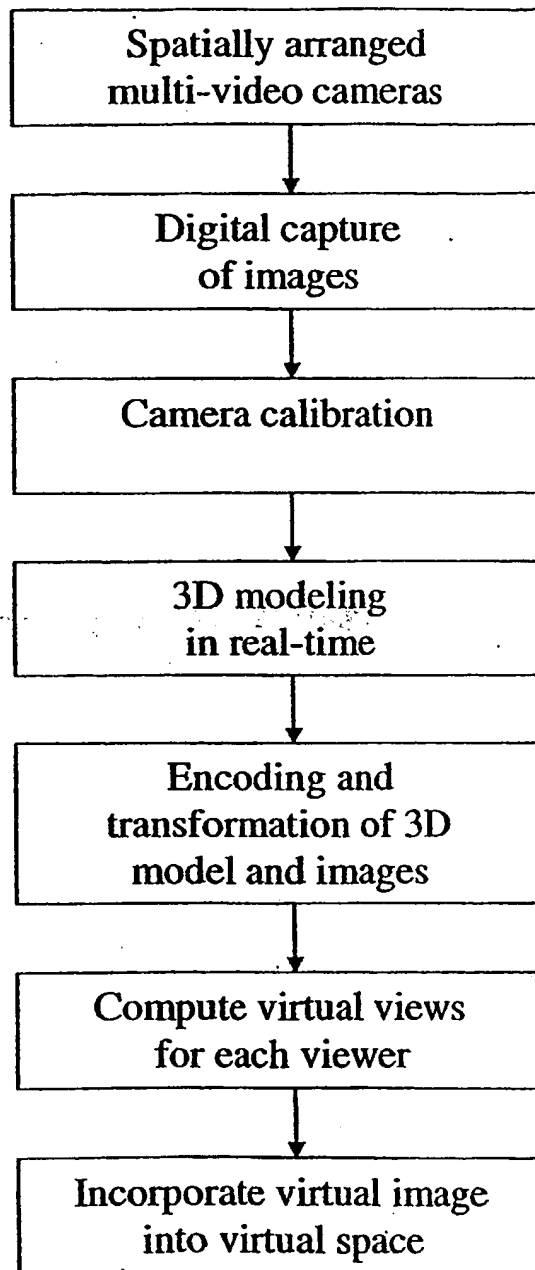 Spatially arranged
multi-video cameras
Digital capture
of images
Camera calibration
3D modeling
in real-time
Encoding and
transformation of 3D
model and images
Compute virtual views
for each viewer
Incorporate virtual image
into virtual space